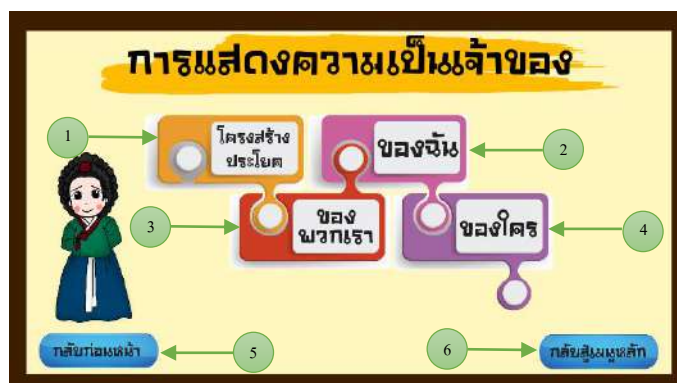 การแสดงความเป็นเจ้าของ
1
โครงสร้าง
ประโยค
ของฉัน
2
3
ของ
พวกเรา
ของใคร
4
กลับก่อนหน้า
5
6
กลับสู่เมนูหลัก